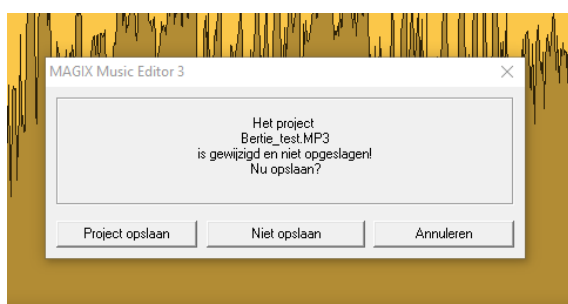 MAGIX Music Editor 3
Het project
Bertie_test.MP3
is gewijzigd en niet opgeslagen!
Nu opslaan?
Project opslaan
Niet opslaan
Annuleren